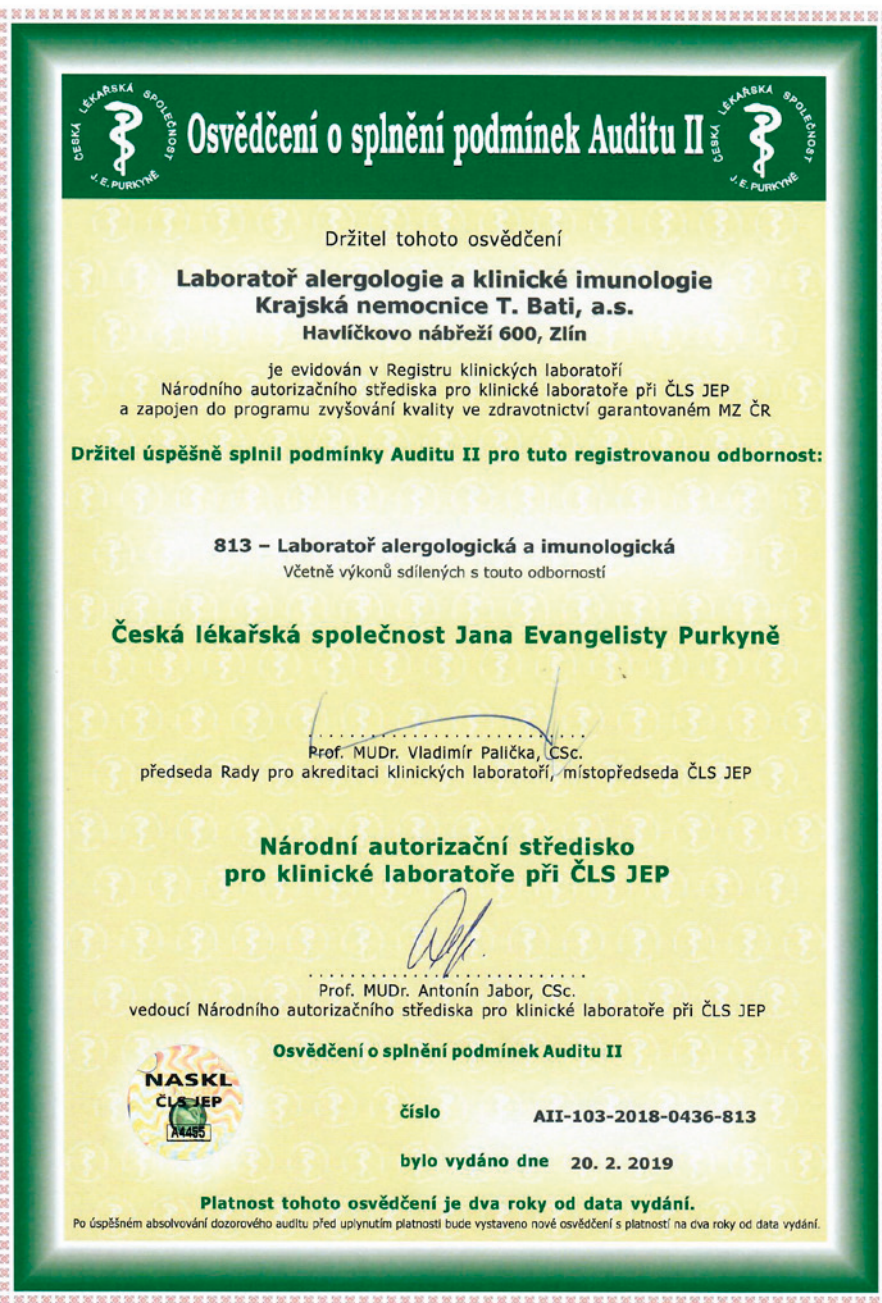 ČESKÁ LÉKAŘSKÁ SPOLEČNOST J. E. PURKYNĚ
Osvědčení o splnění podmínek Auditu II
ČESKÁ LÉKAŘSKÁ SPOLEČNOST J. E. PURKYNĚ
Držitel tohoto osvědčení
Laboratoř alergologie a klinické imunologie
Krajská nemocnice T. Bati, a.s.
Havlíčkovo nábřeží 600, Zlín
je evidován v Registru klinických laboratoří
Národního autorizačního střediska pro klinické laboratoře při ČLS JEP
a zapojen do programu zvyšování kvality ve zdravotnictví garantovaném MZ ČR
Držitel úspěšně splnil podmínky Auditu II pro tuto registrovanou odbornost:
813 – Laboratoř alergologická a imunologická
Včetně výkonů sdílených s touto odborností
Česká lékařská společnost Jana Evangelisty Purkyně
Prof. MUDr. Vladimír Palička, CSc.
předseda Rady pro akreditaci klinických laboratoří, místopředseda ČLS JEP
Národní autorizační středisko
pro klinické laboratoře při ČLS JEP
Prof. MUDr. Antonín Jabor, CSc.
vedoucí Národního autorizačního střediska pro klinické laboratoře při ČLS JEP
Osvědčení o splnění podmínek Auditu II
NASKL
ČLS JEP
A4455
číslo AII-103-2018-0436-813
bylo vydáno dne 20. 2. 2019
Platnost tohoto osvědčení je dva roky od data vydání.
Po úspěšném absolvování dozorového auditu před uplynutím platnosti bude vystaveno nové osvědčení s platností na dva roky od data vydání.